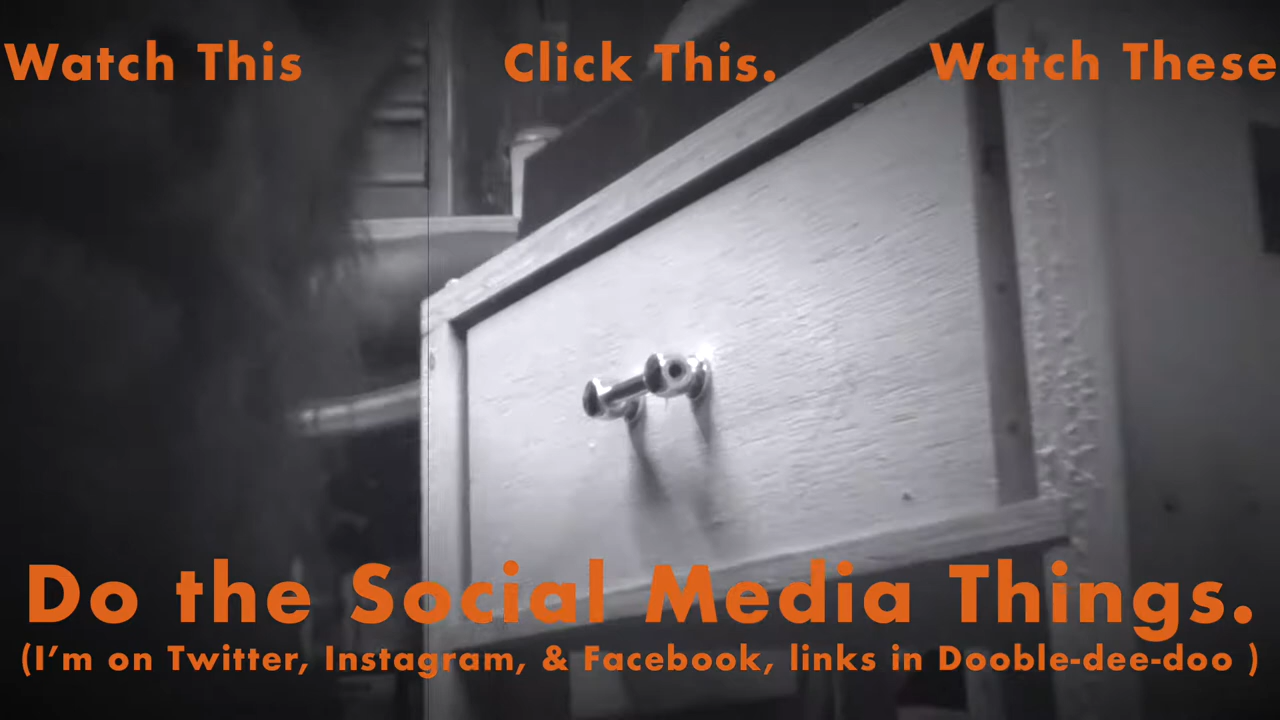 Watch This
Click This.
Watch These
Do the Social Media Things.
(I'm on Twitter, Instagram, & Facebook, links in Dooble-dee-doo )